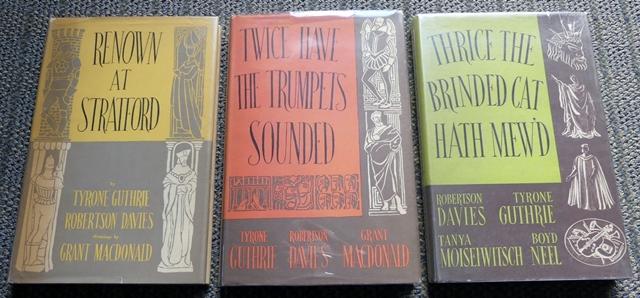 RENOWN
AT
STRATFORD
by
TYRONE GUTHRIE
ROBERTSON DAVIES
drawings by
GRANT MACDONALD
TWICE HAVE
THE TRUMPETS
SOUNDED
TYRONE
GUTHRIE
ROBERTSON
DAVIES
GRANT
MACDONALD
THRICE THE
BRINDED CAT
HATH MEW'D
ROBERTSON
DAVIES
TYRONE
GUTHRIE
TANYA
MOISEIWITSCH
BOYD
NEEL